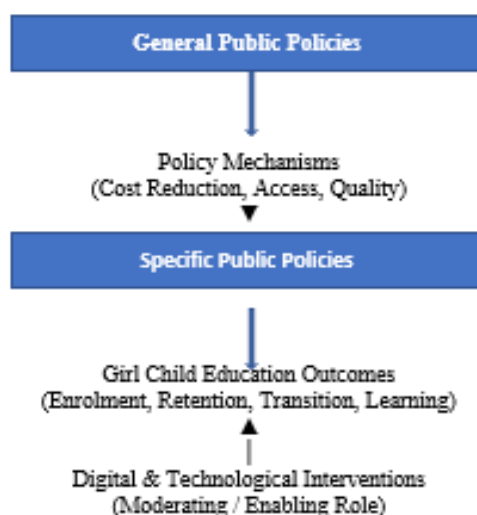 General Public Policies
Policy Mechanisms
(Cost Reduction, Access, Quality)
Specific Public Policies
Girl Child Education Outcomes
(Enrolment, Retention, Transition, Learning)
Digital & Technological Interventions
(Moderating / Enabling Role)